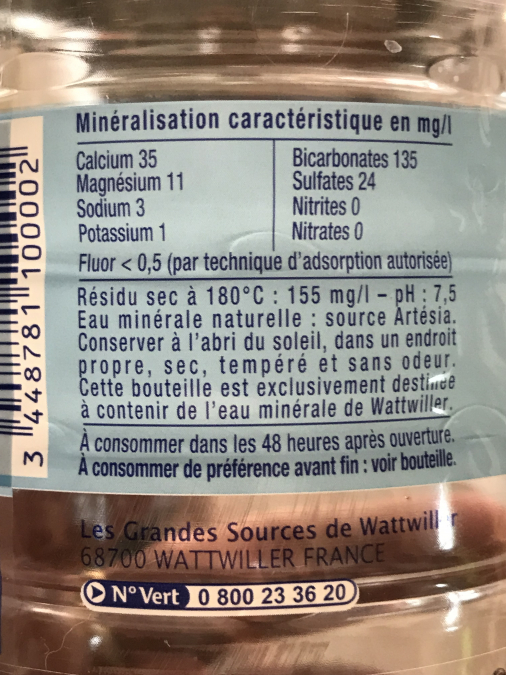 Minéralisation caractéristique en mg/l
Calcium 35
Magnésium 11
Sodium 3
Potassium 1
Bicarbonates 135
Sulfates 24
Nitrites 0
Nitrates 0
Fluor < 0,5 (par technique d'adsorption autorisée)
Résidu sec à 180°C : 155 mg/l – pH : 7,5
Eau minérale naturelle : source Artésia.
Conserver à l'abri du soleil, dans un endroit
propre, sec, tempéré et sans odeur.
Cette bouteille est exclusivement destinée
à contenir de l'eau minérale de Wattwiller.
À consommer dans les 48 heures après ouverture.
À consommer de préférence avant fin : voir bouteille.
Les Grandes Sources de Wattwiller
68700 WATTWILLER FRANCE
N° Vert 0 800 23 36 20
3 448781 100002